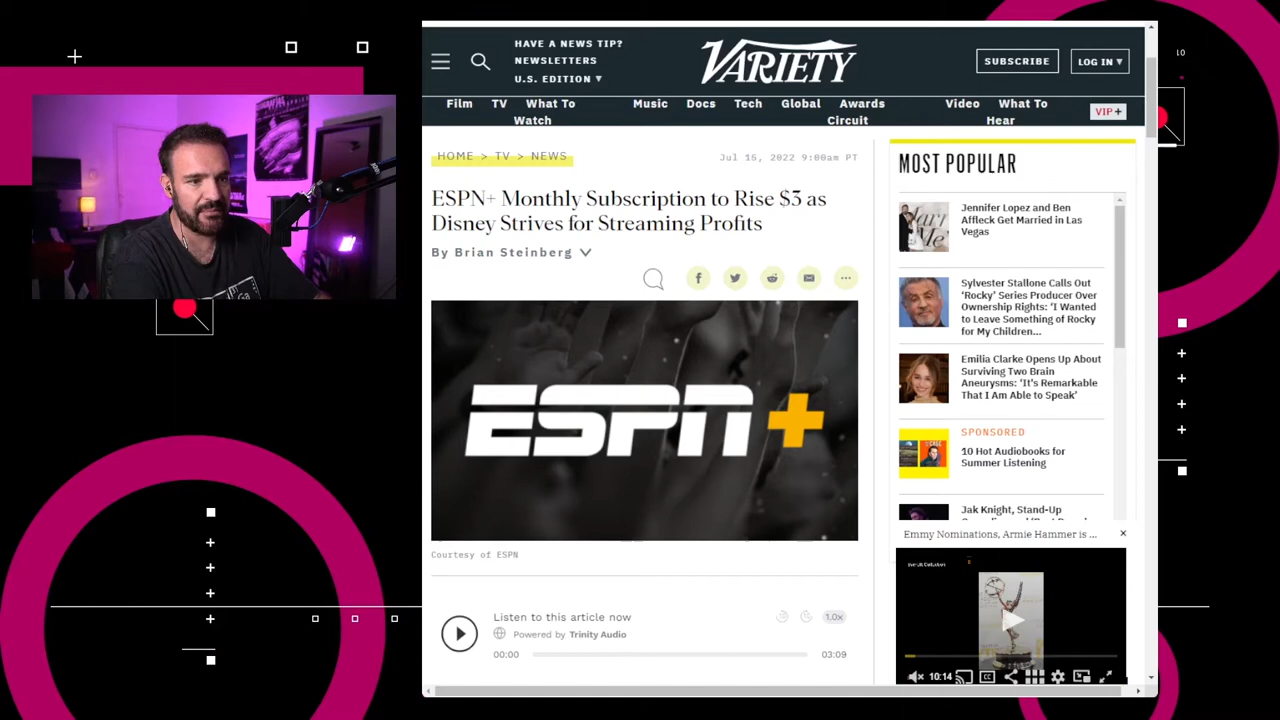 HAVE A NEWS TIP?
NEWSLETTERS
U.S. EDITION ▼
VARIETY
SUBSCRIBE
LOG IN ▼
Film TV What To Watch Music Docs Tech Global Awards Circuit Video What To Hear VIP+
HOME > TV > NEWS
Jul 15, 2022 9:00am PT
ESPN+ Monthly Subscription to Rise $3 as
Disney Strives for Streaming Profits
By Brian Steinberg
ESPN+
Courtesy of ESPN
Listen to this article now
1.0x
Powered by Trinity Audio
00:00
03:09
MOST POPULAR
Jennifer Lopez and Ben
Affleck Get Married in Las
Vegas
Sylvester Stallone Calls Out
‘Rocky’ Series Producer Over
Ownership Rights: ‘I Wanted
to Leave Something of Rocky
for My Children...
Emilia Clarke Opens Up About
Surviving Two Brain
Aneurysms: ‘It's Remarkable
That I Am Able to Speak’
SPONSORED
10 Hot Audiobooks for
Summer Listening
Jak Knight, Stand-Up
Emmy Nominations, Armie Hammer is ...
10:14